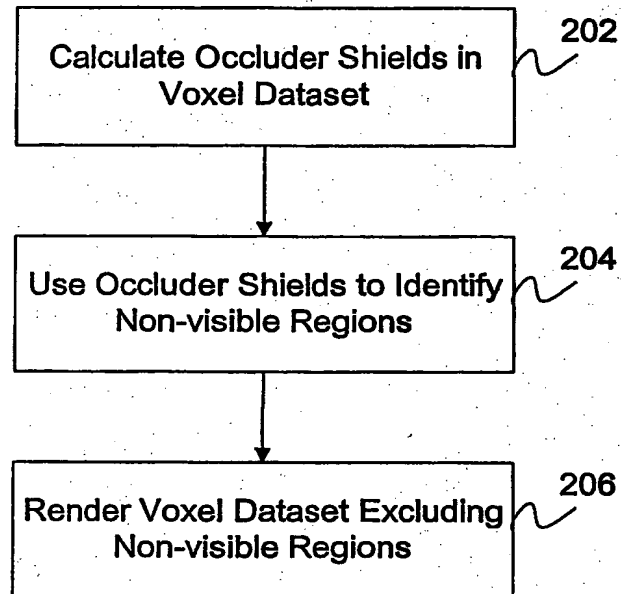 202
Calculate Occluder Shields in
Voxel Dataset
204
Use Occluder Shields to Identify
Non-visible Regions
206
Render Voxel Dataset Excluding
Non-visible Regions